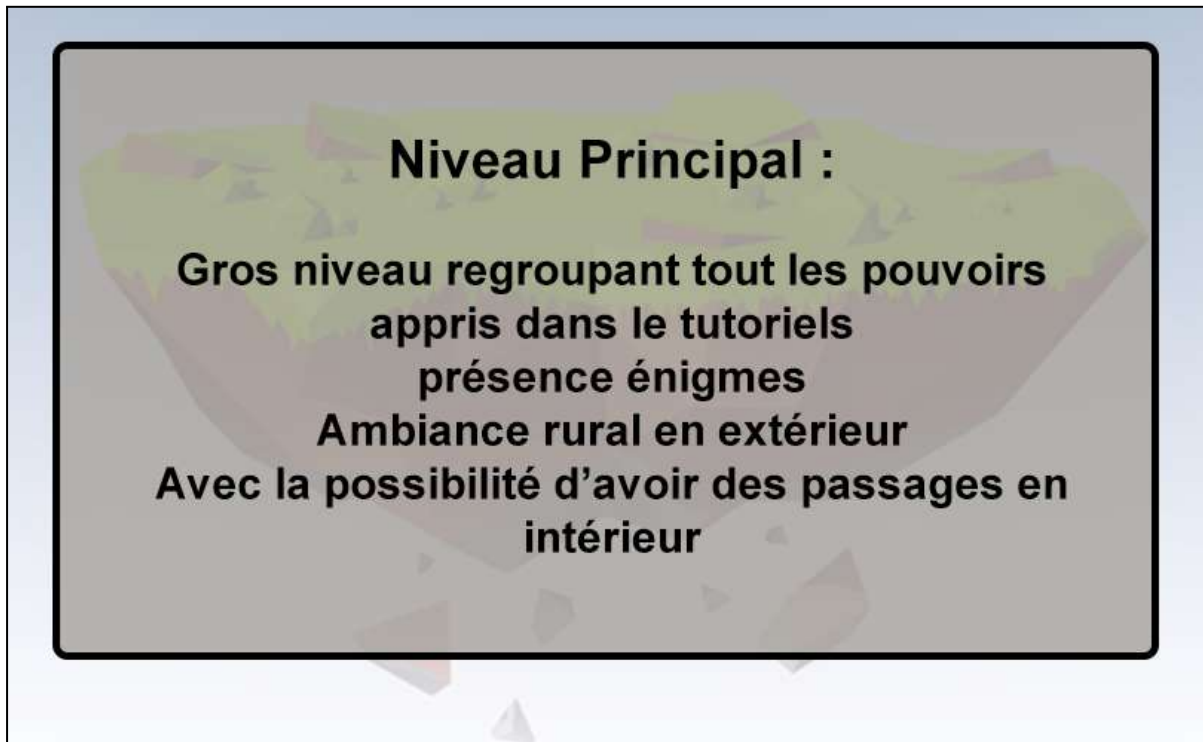 Niveau Principal :
Gros niveau regroupant tout les pouvoirs
appris dans le tutoriels
présence énigmes
Ambiance rural en extérieur
Avec la possibilité d’avoir des passages en
intérieur